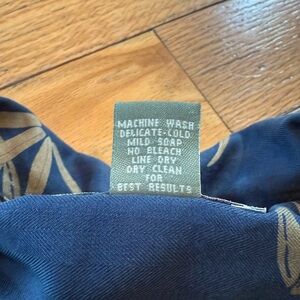 MACHINE WASH
DELICATE-COLD
MILD SOAP
NO BLEACH
LINE DRY
DRY CLEAN
FOR
BEST RESULTS